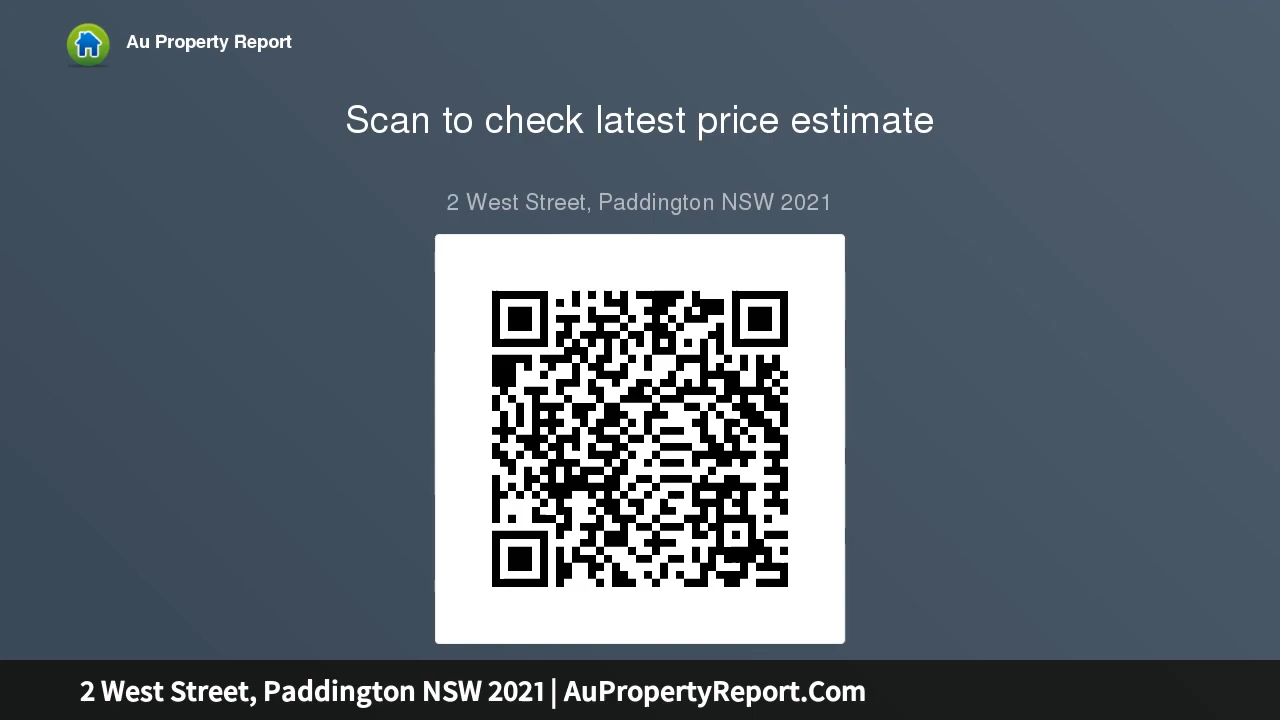 Au Property Report
Scan to check latest price estimate
2 West Street, Paddington NSW 2021
2 West Street, Paddington NSW 2021 | AuPropertyReport.Com